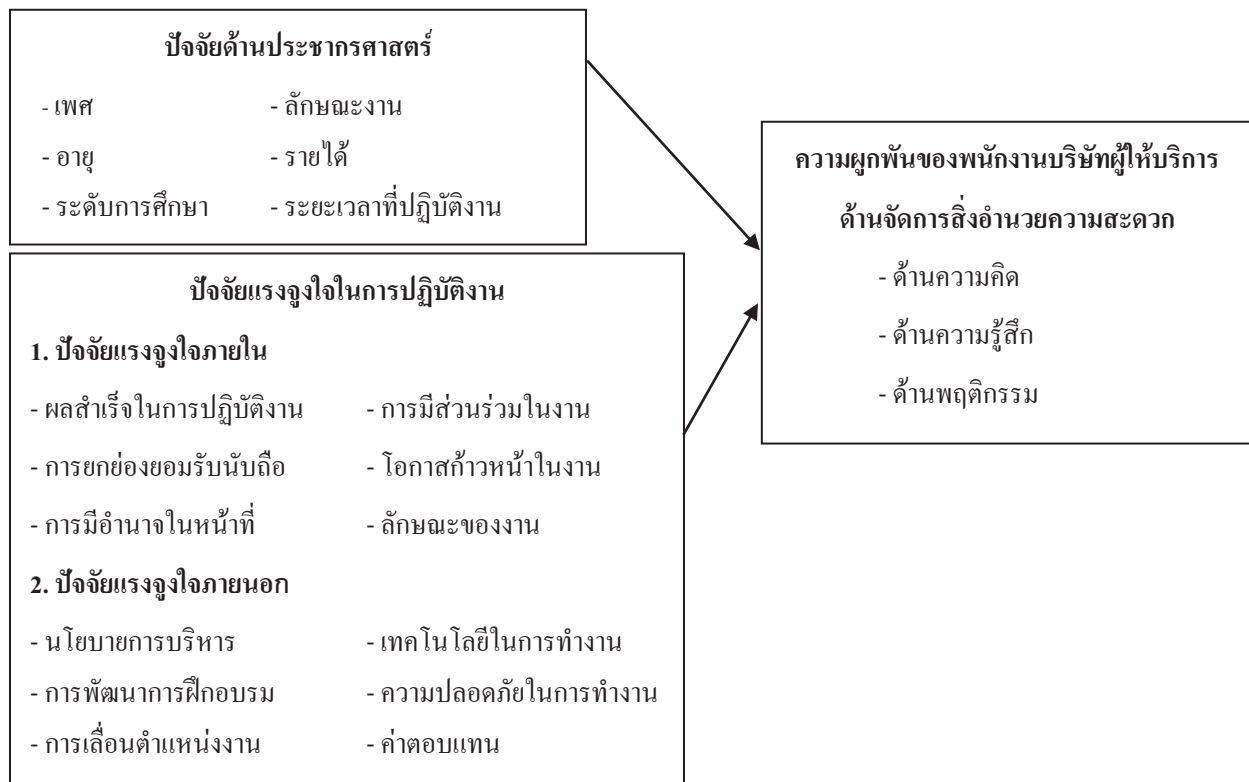 ปัจจัยด้านประชากรศาสตร์
- เพศ - ลักษณะงาน
- อายุ - รายได้
- ระดับการศึกษา - ระยะเวลาที่ปฏิบัติงาน
ปัจจัยแรงจูงใจในการปฏิบัติงาน
1. ปัจจัยแรงจูงใจภายใน
- ผลสำเร็จในการปฏิบัติงาน - การมีส่วนร่วมในงาน
- การยกย่องยอมรับนับถือ - โอกาสก้าวหน้าในงาน
- การมีอำนาจในหน้าที่ - ลักษณะของงาน
2. ปัจจัยแรงจูงใจภายนอก
- นโยบายการบริหาร - เทคโนโลยีในการทำงาน
- การพัฒนาการฝึกอบรม - ความปลอดภัยในการทำงาน
- การเลื่อนตำแหน่งงาน - ค่าตอบแทน
ความผูกพันของพนักงานบริษัทผู้ให้บริการ
ด้านจัดการสิ่งอำนวยความสะดวก
- ด้านความคิด
- ด้านความรู้สึก
- ด้านพฤติกรรม